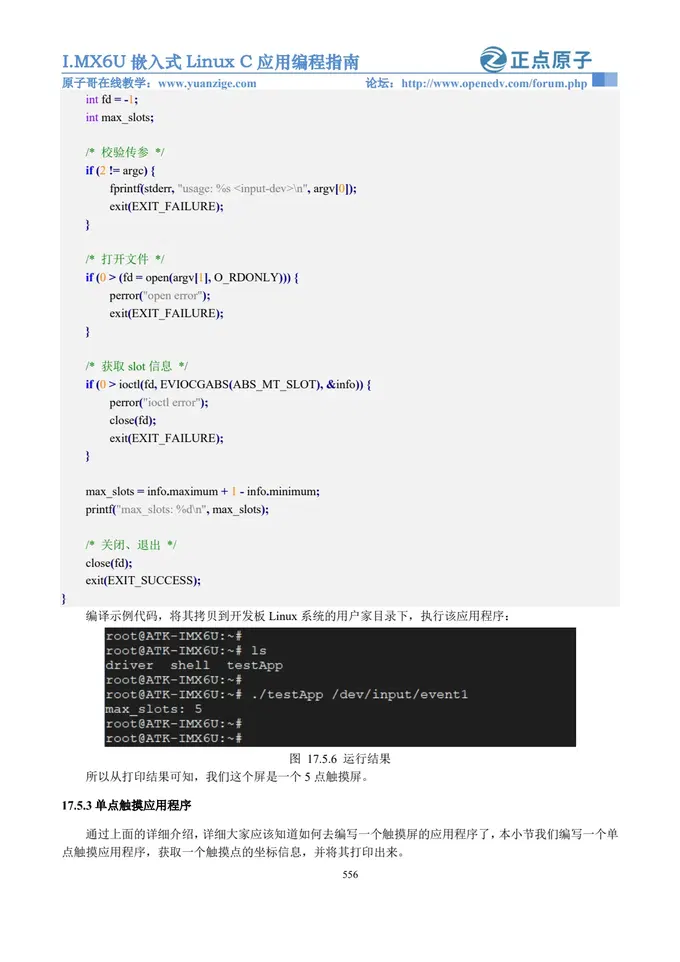 I.MX6U 嵌入式 Linux C 应用编程指南
正点原子
原子哥在线教学：www.yuanzige.com 论坛：http://www.openedv.com/forum.php
int fd = -1;
int max_slots;
/* 校验传参 */
if (2 != argc) {
fprintf(stderr, "usage: %s <input-dev>\n", argv[0]);
exit(EXIT_FAILURE);
}
/* 打开文件 */
if (0 > (fd = open(argv[1], O_RDONLY))) {
perror("open error");
exit(EXIT_FAILURE);
}
/* 获取 slot 信息 */
if (0 > ioctl(fd, EVIOCGABS(ABS_MT_SLOT), &info)) {
perror("ioctl error");
close(fd);
exit(EXIT_FAILURE);
}
max_slots = info.maximum + 1 - info.minimum;
printf("max_slots: %d\n", max_slots);
/* 关闭、退出 */
close(fd);
exit(EXIT_SUCCESS);
}
编译示例代码，将其拷贝到开发板 Linux 系统的用户家目录下，执行该应用程序：
root@ATK-IMX6U:~#
root@ATK-IMX6U:~# ls
driver shell testApp
root@ATK-IMX6U:~#
root@ATK-IMX6U:~# ./testApp /dev/input/event1
max_slots: 5
root@ATK-IMX6U:~#
root@ATK-IMX6U:~#
图 17.5.6 运行结果
所以从打印结果可知，我们这个屏是一个 5 点触摸屏。
17.5.3 单点触摸应用程序
通过上面的详细介绍，详细大家应该知道如何去编写一个触摸屏的应用程序了，本小节我们编写一个单
点触摸应用程序，获取一个触摸点的坐标信息，并将其打印出来。
556